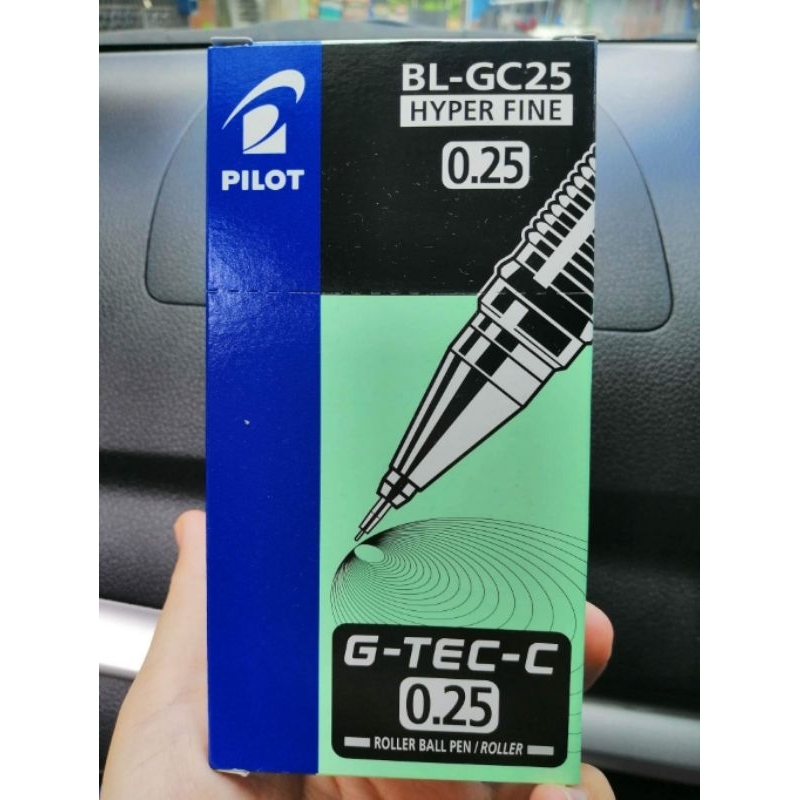 PILOT
BL-GC25
HYPER FINE
0.25
G-TEC-C
0.25
ROLLER BALL PEN / ROLLER